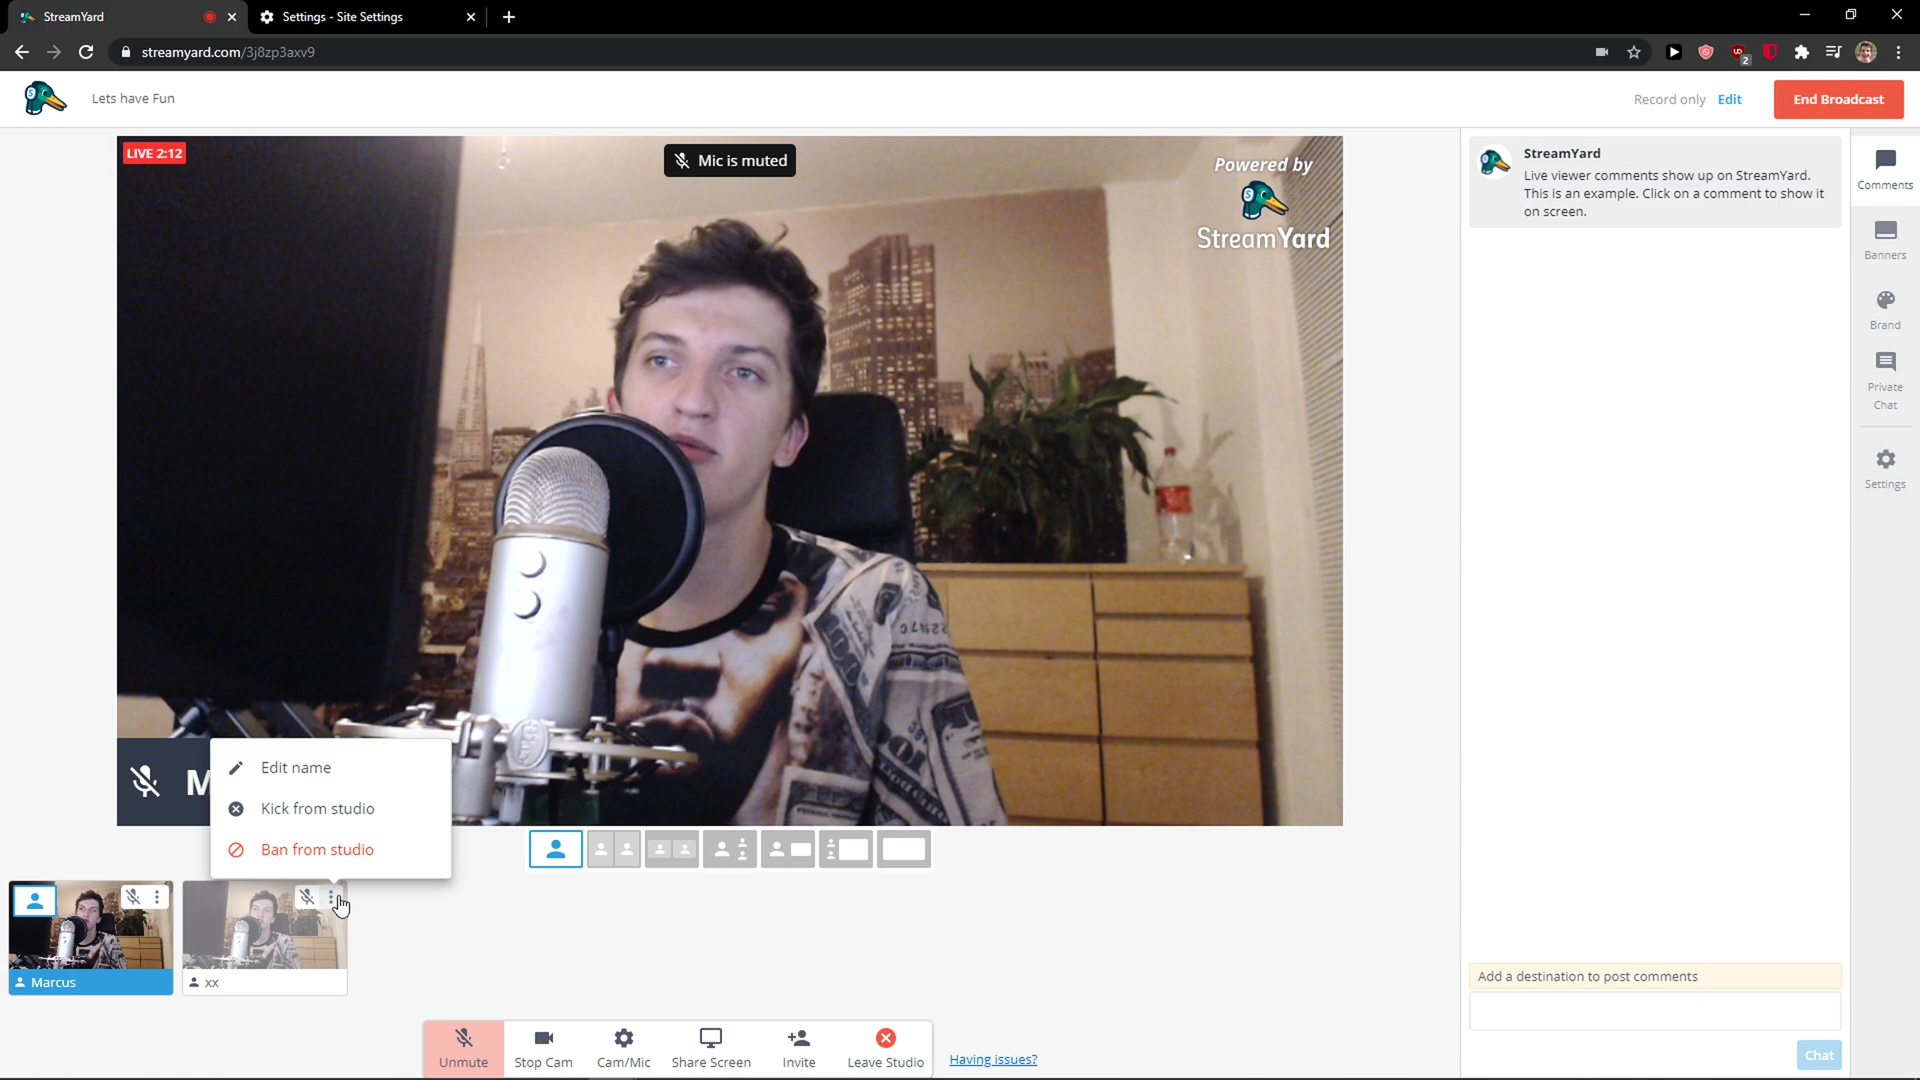 StreamYard
Settings - Site Settings
streamyard.com/3j8zp3axv9
2
Lets have Fun
Record only
Edit
End Broadcast
LIVE 2:12
Mic is muted
Powered by
StreamYard
StreamYard
Live viewer comments show up on StreamYard.
This is an example. Click on a comment to show it
on screen.
Comments
Banners
Brand
Private
Chat
Settings
M
Edit name
Kick from studio
Ban from studio
Marcus
xx
Add a destination to post comments
Chat
Unmute
Stop Cam
Cam/Mic
Share Screen
Invite
Leave Studio
Having issues?